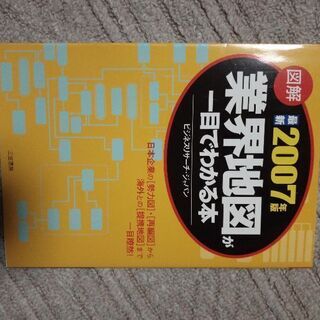 図解
最新
2007年版
業界地図が
一目でわかる本
ビジネスリサーチ・ジャパン
日本企業の[勢力図]・[再編図]から
海外との[提携地図]まで
一目瞭然!
三笠書房